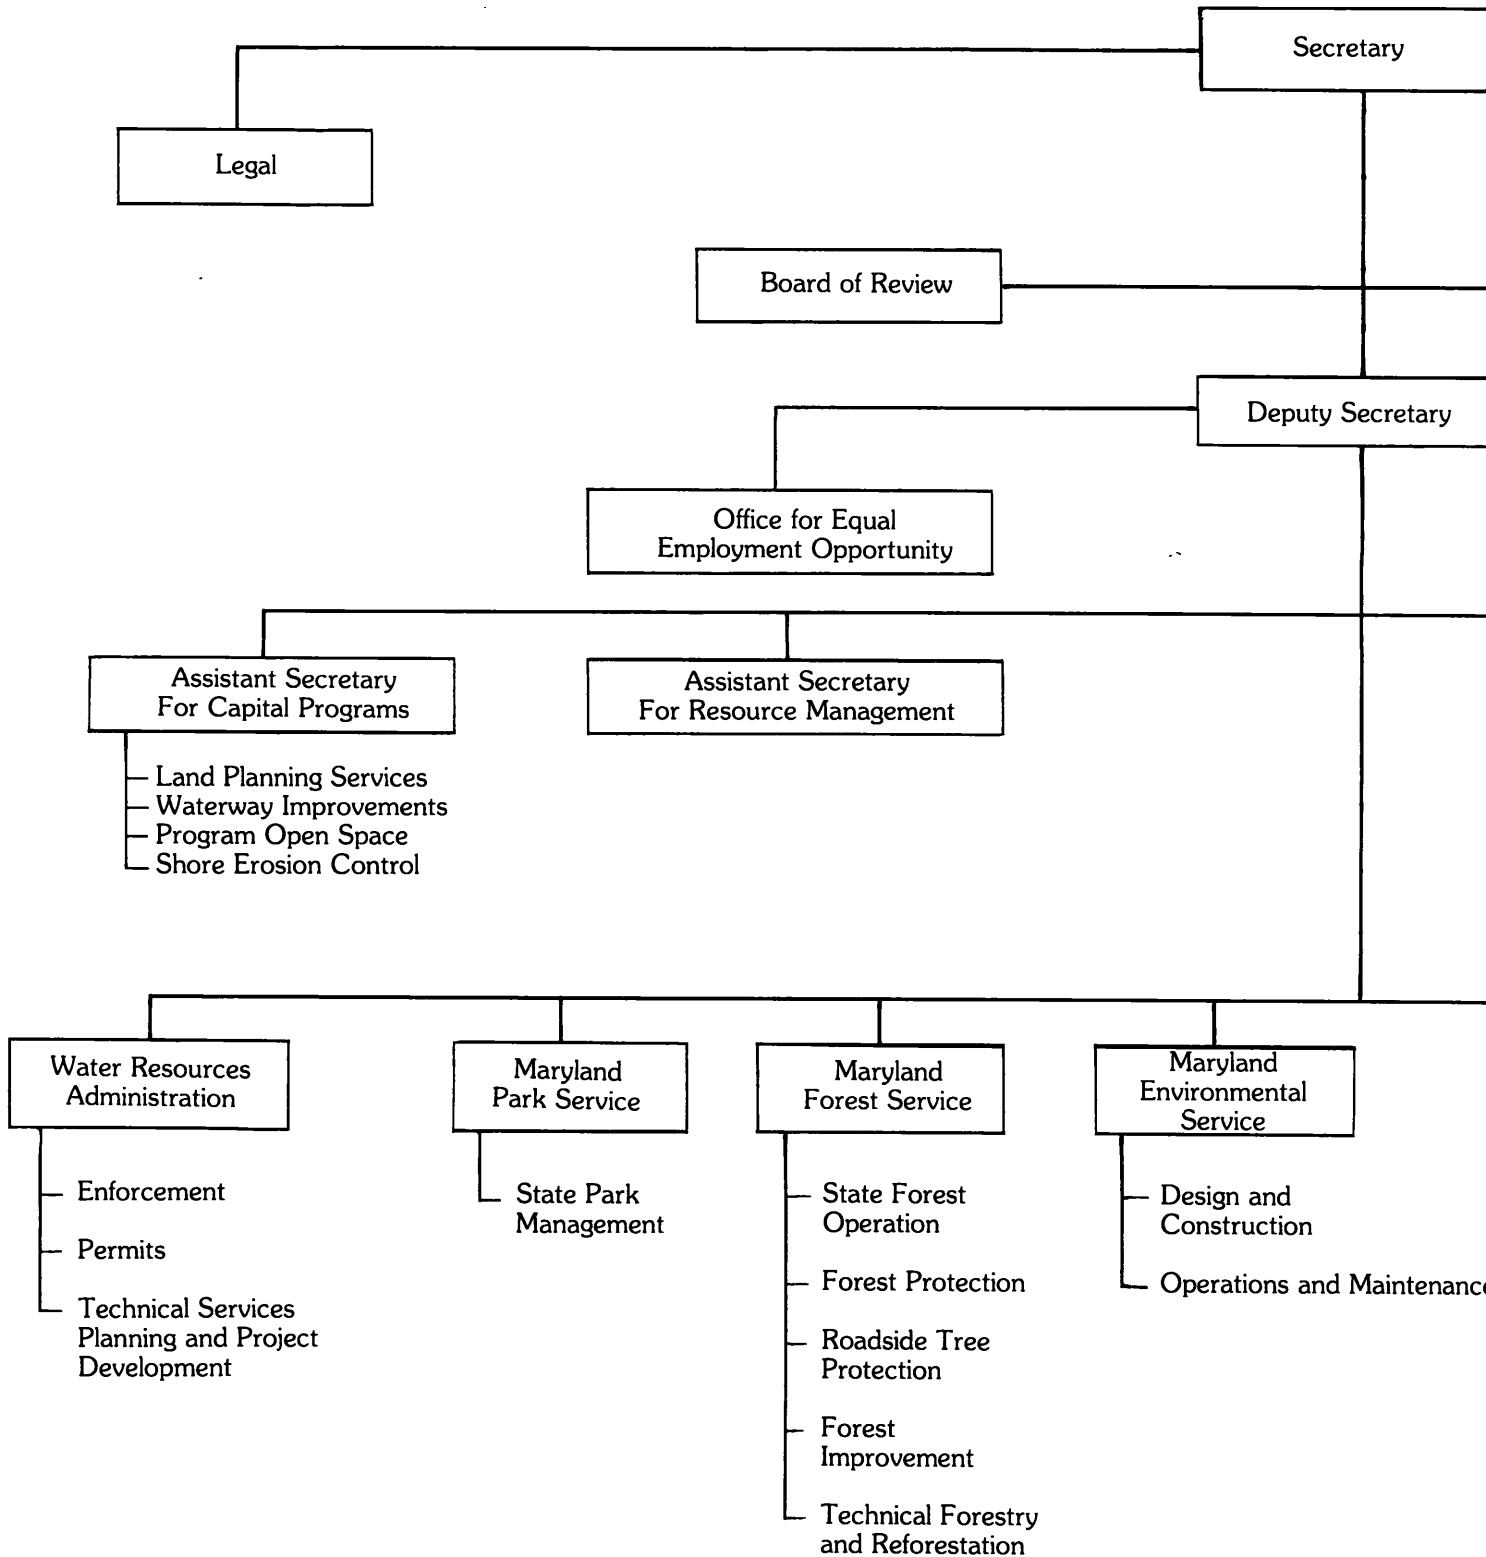 Secretary
Legal
Board of Review
Deputy Secretary
Office for Equal
Employment Opportunity
Assistant Secretary
For Capital Programs
Land Planning Services
Waterway Improvements
Program Open Space
Shore Erosion Control
Assistant Secretary
For Resource Management
Water Resources
Administration
Enforcement
Permits
Technical Services
Planning and Project
Development
Maryland
Park Service
State Park
Management
Maryland
Forest Service
State Forest
Operation
Forest Protection
Roadside Tree
Protection
Forest
Improvement
Technical Forestry
and Reforestation
Maryland
Environmental
Service
Design and
Construction
Operations and Maintenance